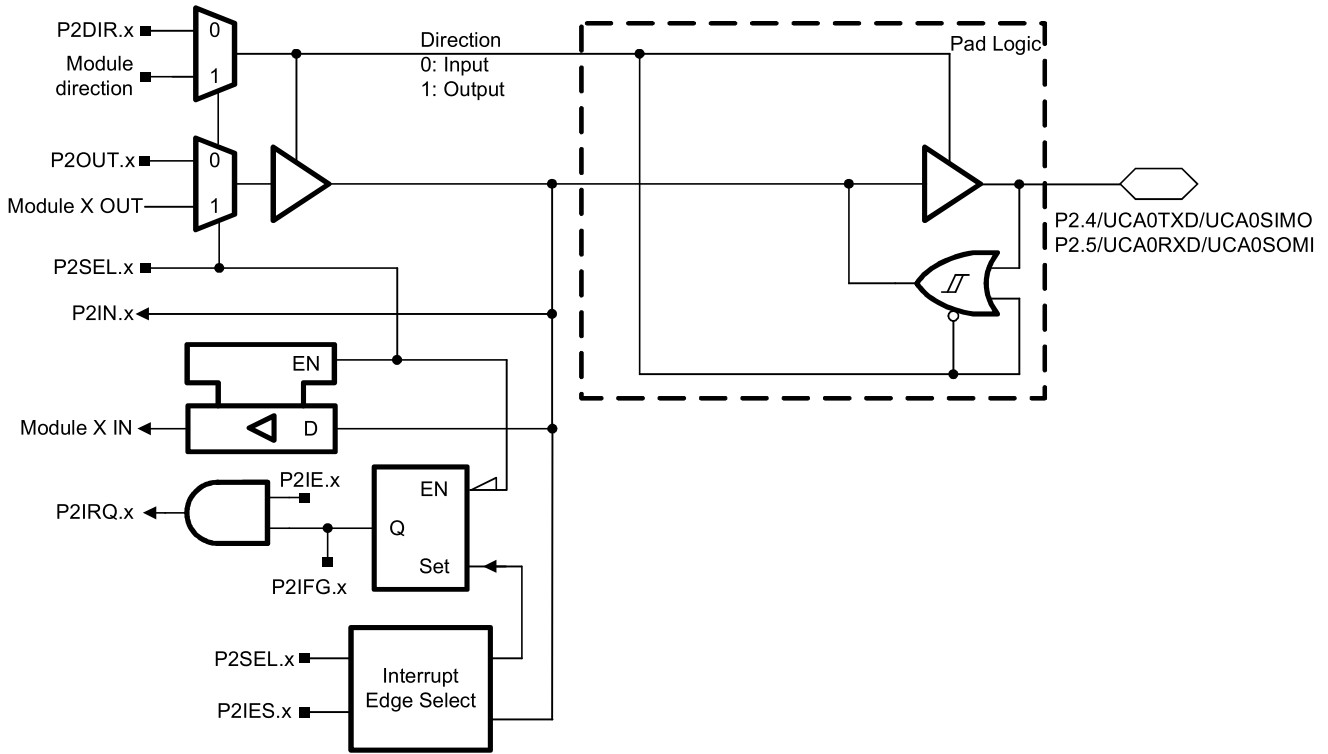 P2DIR.x
0
Module
direction
1
Direction
0: Input
1: Output
Pad Logic
P2OUT.x
0
Module X OUT
1
P2.4/UCA0TXD/UCA0SIMO
P2.5/UCA0RXD/UCA0SOMI
P2SEL.x
P2IN.x
EN
Module X IN
D
P2IE.x
EN
P2IRQ.x
Q
P2IFG.x
Set
P2SEL.x
Interrupt
Edge Select
P2IES.x